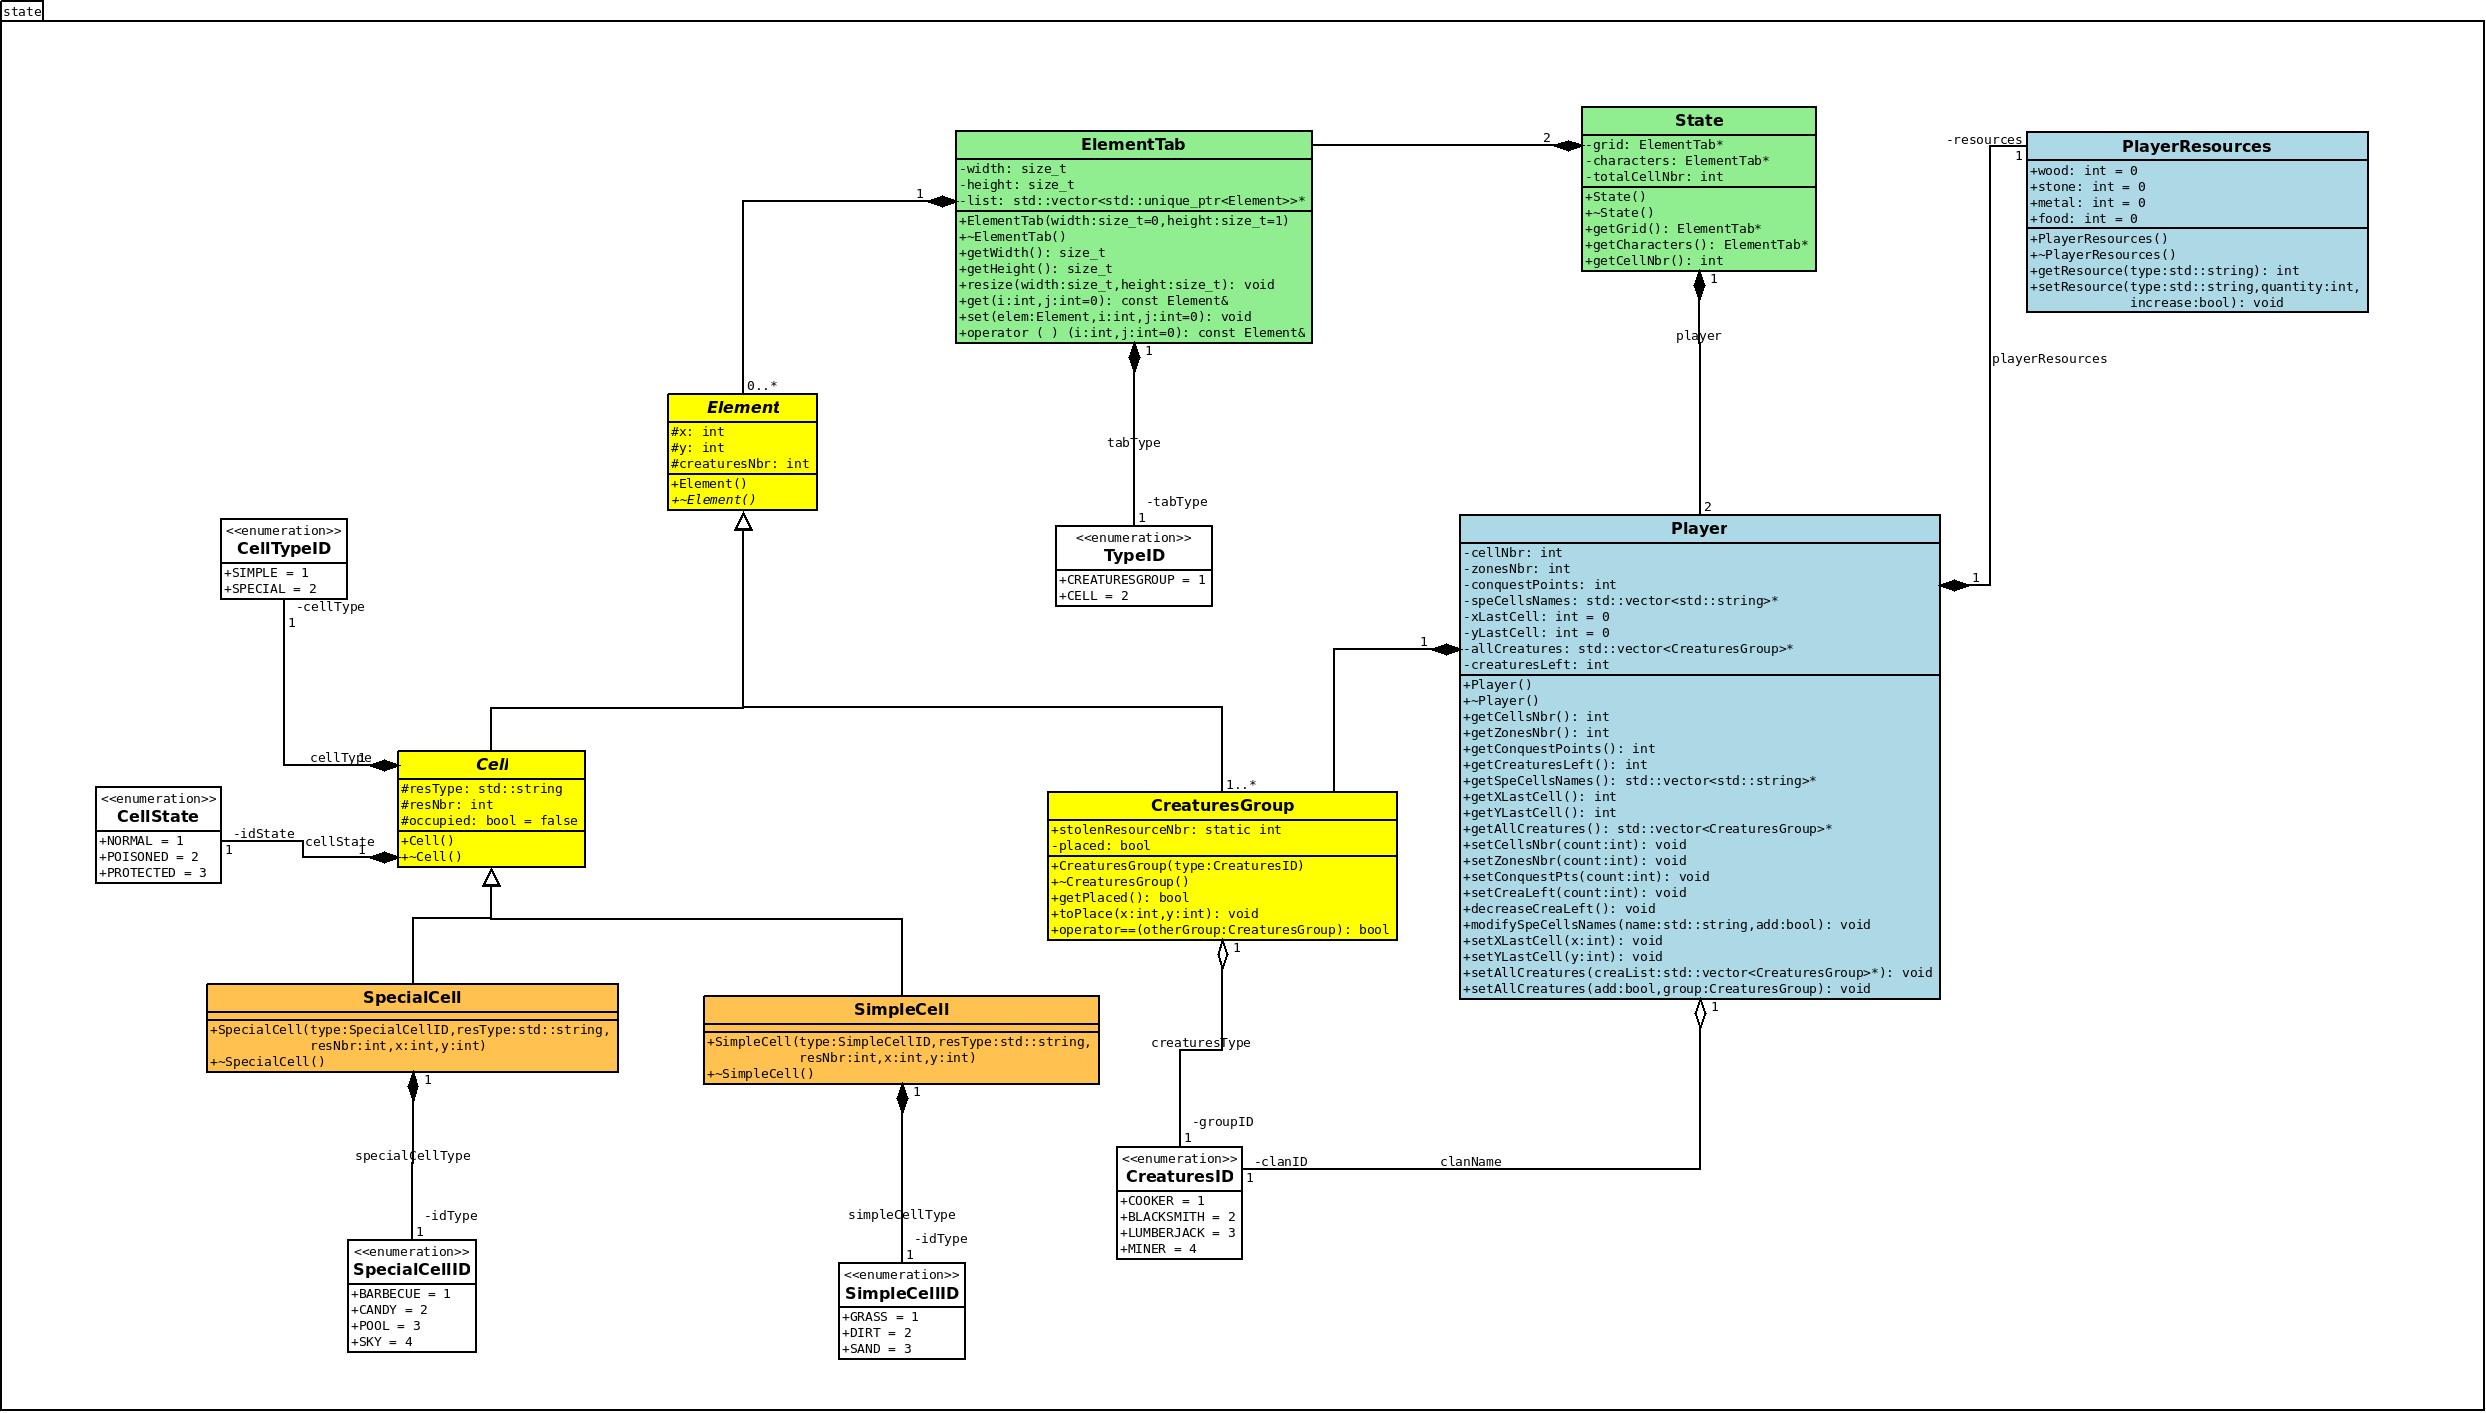 state
ElementTab
-width: size_t
-height: size_t
-list: std::vector<std::unique_ptr<Element>>*
+ElementTab(width:size_t=0,height:size_t=1)
+~ElementTab()
+getWidth(): size_t
+getHeight(): size_t
+resize(width:size_t,height:size_t): void
+get(i:int,j:int=0): const Element&
+set(elem:Element,i:int,j:int=0): void
+operator ( ) (i:int,j:int=0): const Element&
2
State
-grid: ElementTab*
-characters: ElementTab*
-totalCellNbr: int
+State()
+~State()
+getGrid(): ElementTab*
+getCharacters(): ElementTab*
+getCellNbr(): int
-resources
1
PlayerResources
+wood: int = 0
+stone: int = 0
+metal: int = 0
+food: int = 0
+PlayerResources()
+~PlayerResources()
+getResource(type:std::string): int
+setResource(type:std::string,quantity:int,
increase:bool): void
1
0..*
1
player
1
playerResources
Element
#x: int
#y: int
#creaturesNbr: int
+Element()
+~Element()
tabType
-tabType
1
2
<<enumeration>>
TypeID
+CREATURESGROUP = 1
+CELL = 2
Player
-cellNbr: int
-zonesNbr: int
-conquestPoints: int
-speCellsNames: std::vector<std::string>*
-xLastCell: int = 0
-yLastCell: int = 0
-allCreatures: std::vector<CreaturesGroup>*
-creaturesLeft: int
+Player()
+~Player()
+getCellsNbr(): int
+getZonesNbr(): int
+getConquestPoints(): int
+getCreaturesLeft(): int
+getSpeCellsNames(): std::vector<std::string>*
+getXLastCell(): int
+getYLastCell(): int
+getAllCreatures(): std::vector<CreaturesGroup>*
+setCellsNbr(count:int): void
+setZonesNbr(count:int): void
+setConquestPts(count:int): void
+setCreaLeft(count:int): void
+decreaseCreaLeft(): void
+modifySpeCellsNames(name:std::string,add:bool): void
+setXLastCell(x:int): void
+setYLastCell(y:int): void
+setAllCreatures(creaList:std::vector<CreaturesGroup>*): void
+setAllCreatures(add:bool,group:CreaturesGroup): void
1
1
<<enumeration>>
CellTypeID
+SIMPLE = 1
+SPECIAL = 2
-cellType
1
cellType
1
Cell
#resType: std::string
#resNbr: int
#occupied: bool = false
+Cell()
+~Cell()
<<enumeration>>
CellState
+NORMAL = 1
+POISONED = 2
+PROTECTED = 3
-idState
1
cellState
1
1..*
CreaturesGroup
+stolenResourceNbr: static int
-placed: bool
+CreaturesGroup(type:CreaturesID)
+~CreaturesGroup()
+getPlaced(): bool
+toPlace(x:int,y:int): void
+operator==(otherGroup:CreaturesGroup): bool
1
1
SpecialCell
+SpecialCell(type:SpecialCellID,resType:std::string,
resNbr:int,x:int,y:int)
+~SpecialCell()
1
SimpleCell
+SimpleCell(type:SimpleCellID,resType:std::string,
resNbr:int,x:int,y:int)
+~SimpleCell()
1
creaturesType
-groupID
1
<<enumeration>>
CreaturesID
+COOKER = 1
+BLACKSMITH = 2
+LUMBERJACK = 3
+MINER = 4
-clanID
1
clanName
specialCellType
-idType
1
<<enumeration>>
SpecialCellID
+BARBECUE = 1
+CANDY = 2
+POOL = 3
+SKY = 4
simpleCellType
-idType
1
<<enumeration>>
SimpleCellID
+GRASS = 1
+DIRT = 2
+SAND = 3